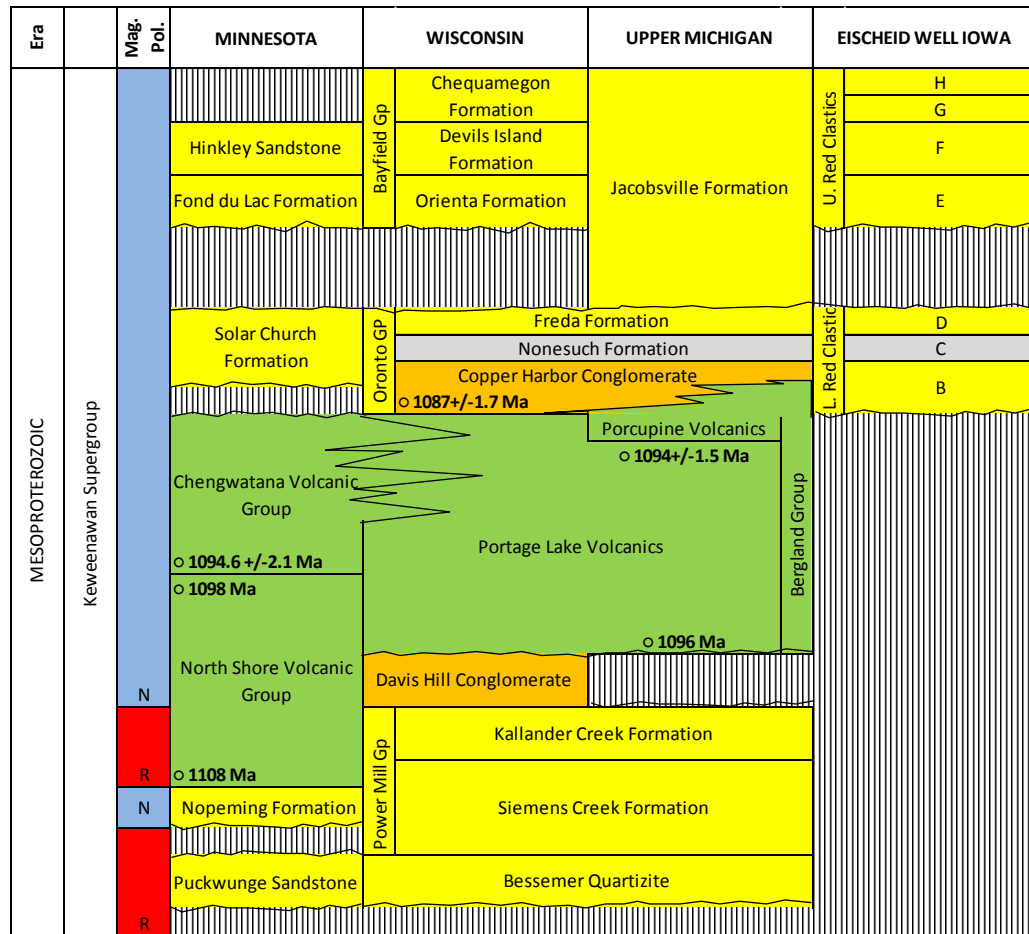 Era
Mag. Pol.
MINNESOTA
WISCONSIN
UPPER MICHIGAN
EISCHEID WELL IOWA
MESOPROTEROZOIC
Keweenawan Supergroup
N
R
N
R
Hinkley Sandstone
Fond du Lac Formation
Solar Church
Formation
Chengwatana Volcanic
Group
1094.6 +/-2.1 Ma
1098 Ma
North Shore Volcanic
Group
1108 Ma
Nopeming Formation
Puckwunge Sandstone
Bayfield Gp
Chequamegon
Formation
Devils Island
Formation
Orienta Formation
Oronto GP
Freda Formation
Nonesuch Formation
Copper Harbor Conglomerate
1087+/-1.7 Ma
Jacobsville Formation
Porcupine Volcanics
1094+/-1.5 Ma
Portage Lake Volcanics
Bergland Group
1096 Ma
Davis Hill Conglomerate
Power Mill Gp
Kallander Creek Formation
Siemens Creek Formation
Bessemer Quartizite
U. Red Clastics
H
G
F
E
L. Red Clastic
D
C
B